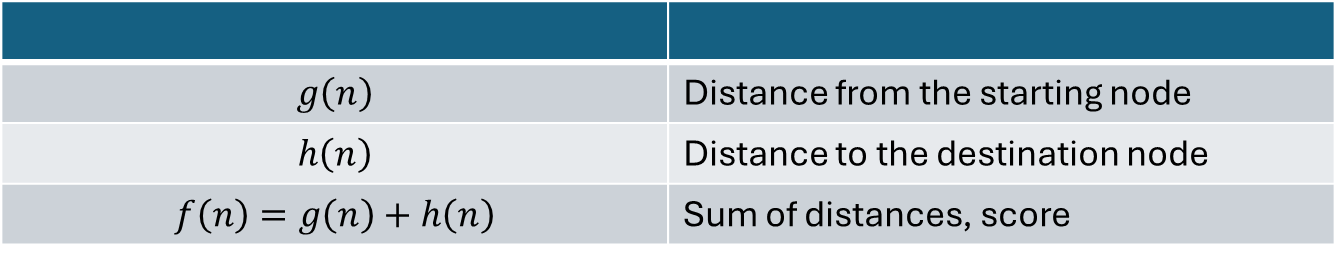 g(n) Distance from the starting node
h(n) Distance to the destination node
f(n) = g(n) + h(n) Sum of distances, score